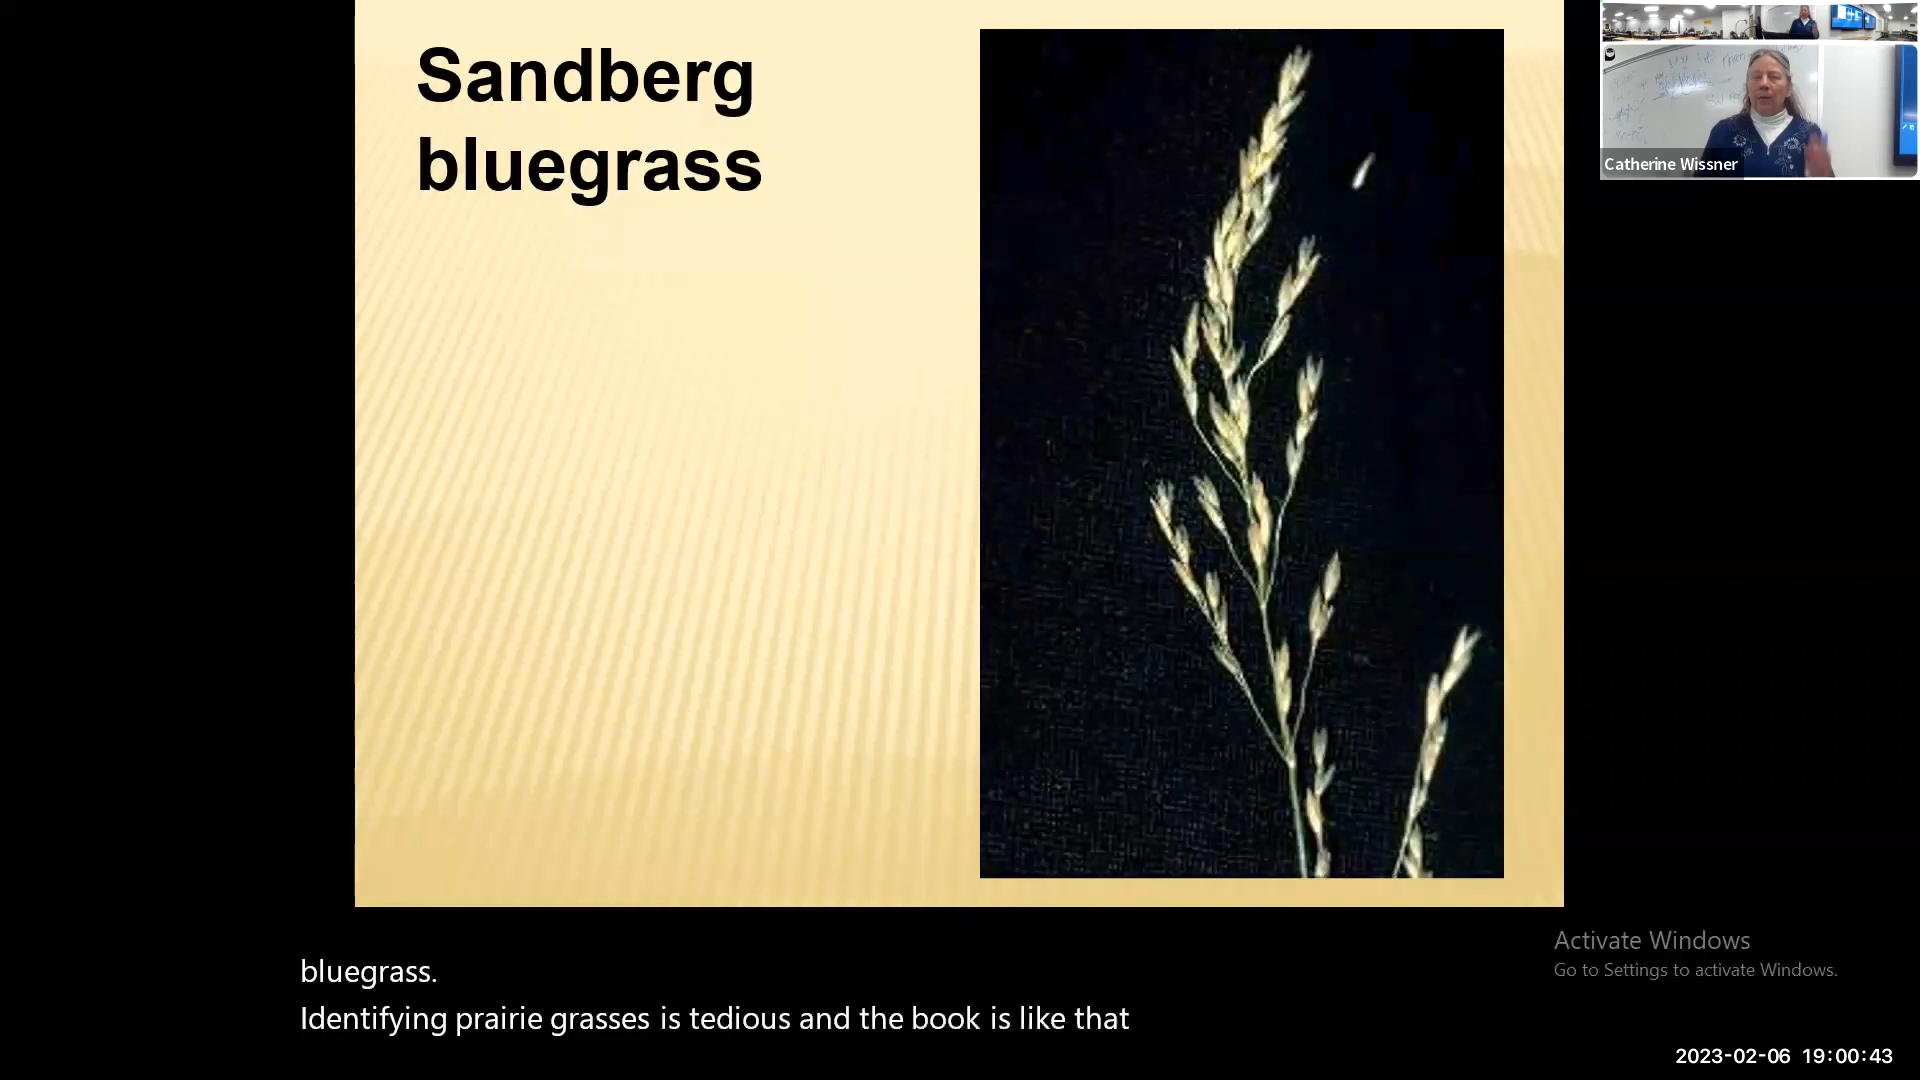 Sandberg
bluegrass
Catherine Wissner
Activate Windows
Go to Settings to activate Windows.
bluegrass.
Identifying prairie grasses is tedious and the book is like that
2023-02-06 19:00:43